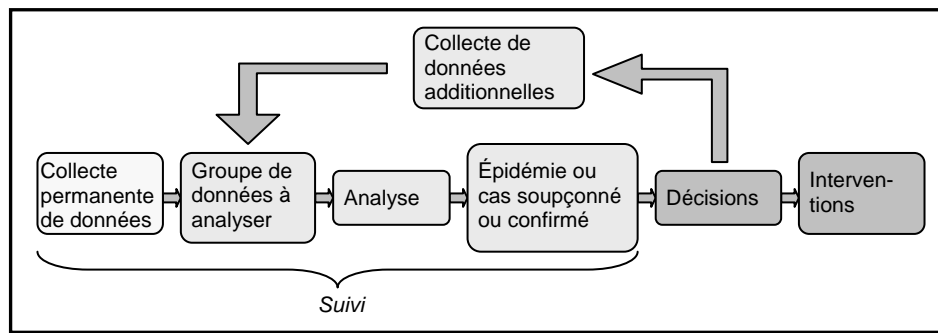 Collecte de
données
additionnelles
Collecte
permanente
de données
Groupe de
données à
analyser
Analyse
Épidémie ou
cas soupçonné
ou confirmé
Décisions
Interven-
tions
Suivi